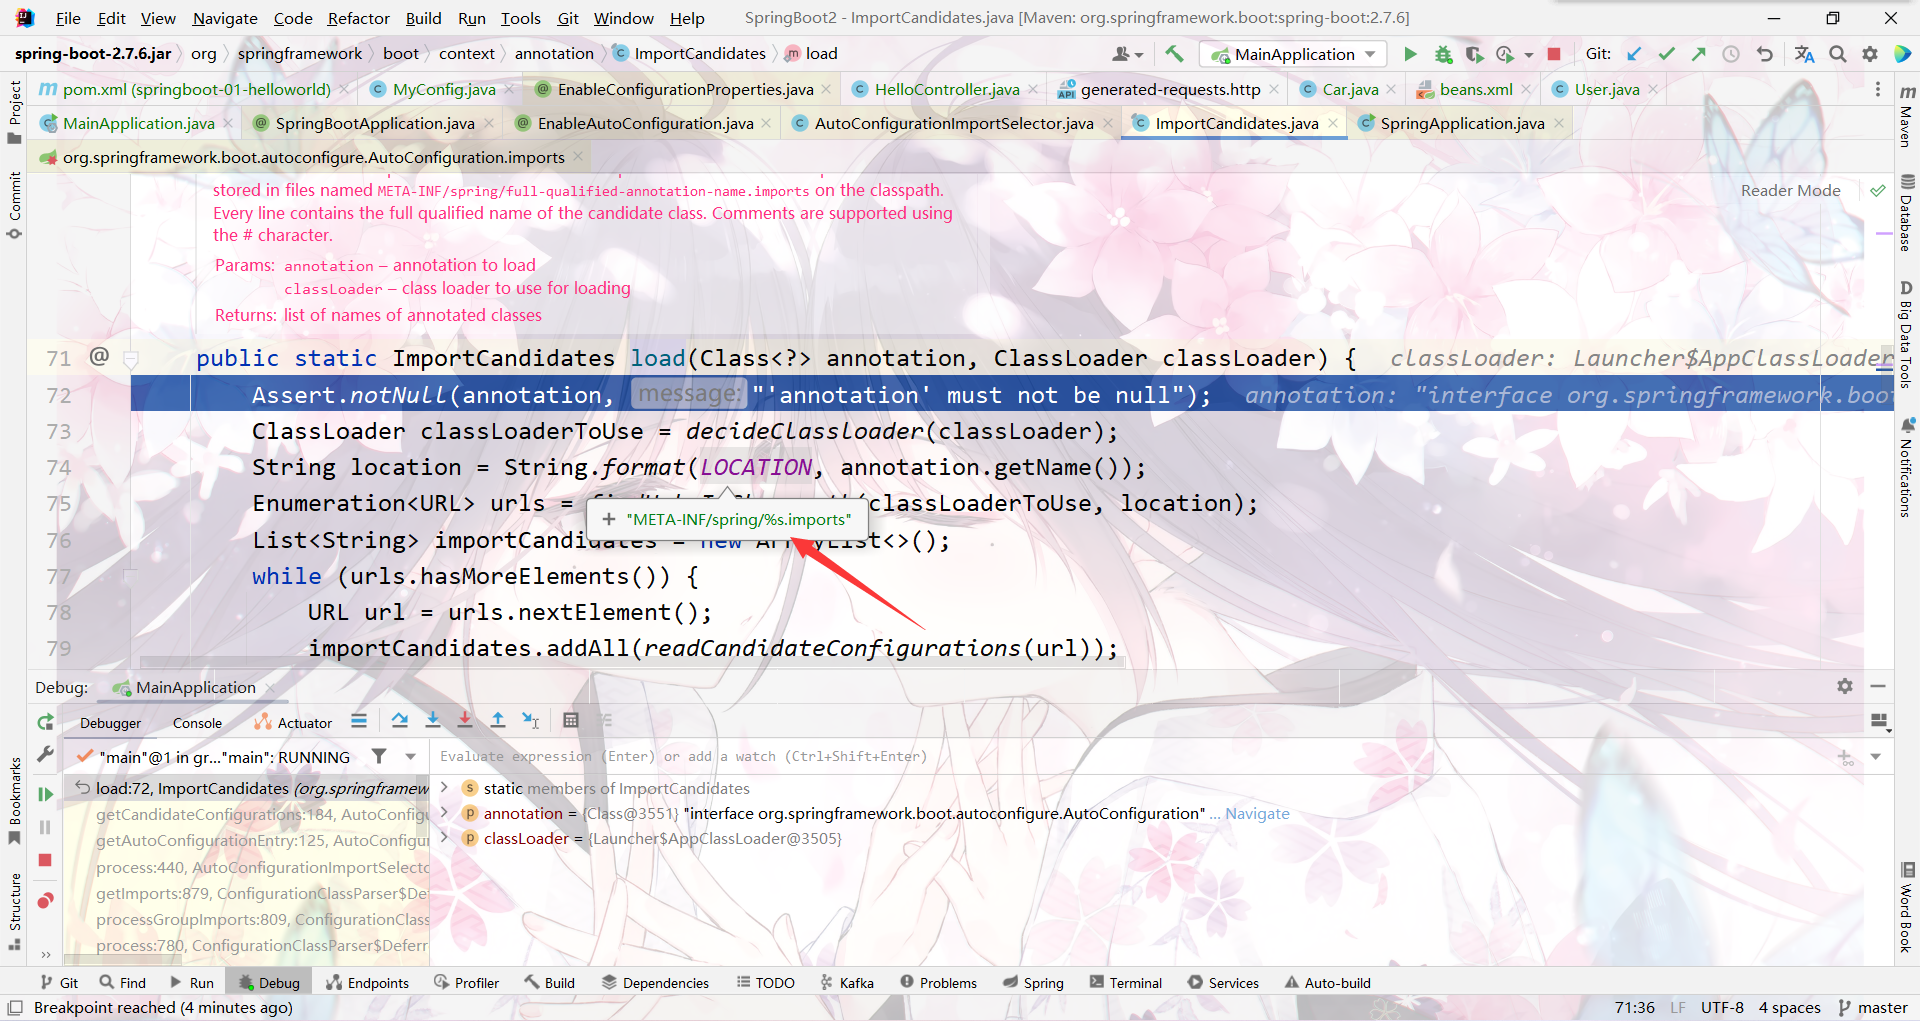 File Edit View Navigate Code Refactor Build Run Tools Git Window Help SpringBoot2 - ImportCandidates.java [Maven: org.springframework.boot:spring-boot:2.7.6]
spring-boot-2.7.6.jar org springframework boot context annotation ImportCandidates load MainApplication Git:
pom.xml (springboot-01-helloworld) MyConfig.java EnableConfigurationProperties.java HelloController.java generated-requests.http Car.java beans.xml User.java
MainApplication.java SpringBootApplication.java EnableAutoConfiguration.java AutoConfigurationImportSelector.java ImportCandidates.java SpringApplication.java
org.springframework.boot.autoconfigure.AutoConfiguration.imports
stored in files named META-INF/spring/full-qualified-annotation-name.imports on the classpath.
Every line contains the full qualified name of the candidate class. Comments are supported using
the # character.
Reader Mode
Params: annotation – annotation to load
classLoader – class loader to use for loading
Returns: list of names of annotated classes
71 @ public static ImportCandidates load(Class<?> annotation, ClassLoader classLoader) { classLoader: Launcher$AppClassLoader
72 Assert.notNull(annotation, message: "'annotation' must not be null"); annotation: "interface org.springframework.boo
73 ClassLoader classLoaderToUse = decideClassloader(classLoader);
74 String location = String.format(LOCATION, annotation.getName());
75 Enumeration<URL> urls = (classLoaderToUse, location);
+ "META-INF/spring/%s.imports"
76 List<String> importCandidates = new ArrayList<>();
77 while (urls.hasMoreElements()) {
78 URL url = urls.nextElement();
79 importCandidates.addAll(readCandidateConfigurations(url));
Debug: MainApplication
Debugger Console Actuator
"main"@1 in gr..."main": RUNNING
Evaluate expression (Enter) or add a watch (Ctrl+Shift+Enter)
load:72, ImportCandidates (org.springframew
getCandidateConfigurations:184, AutoConfigu
getAutoConfigurationEntry:125, AutoConfigur
process:440, AutoConfigurationImportSelecto
getImports:879, ConfigurationClassParser$De
processGroupImports:809, ConfigurationClass
process:780, ConfigurationClassParser$Deferr
static members of ImportCandidates
annotation = {Class@3551} "interface org.springframework.boot.autoconfigure.AutoConfiguration" ... Navigate
classLoader = {Launcher$AppClassLoader@3505}
Project
Commit
Bookmarks
Structure
Maven
Database
Big Data Tools
Notifications
Word Book
Git Find Run Debug Endpoints Profiler Build Dependencies TODO Kafka Problems Spring Terminal Services Auto-build
Breakpoint reached (4 minutes ago)
71:36 LF UTF-8 4 spaces master